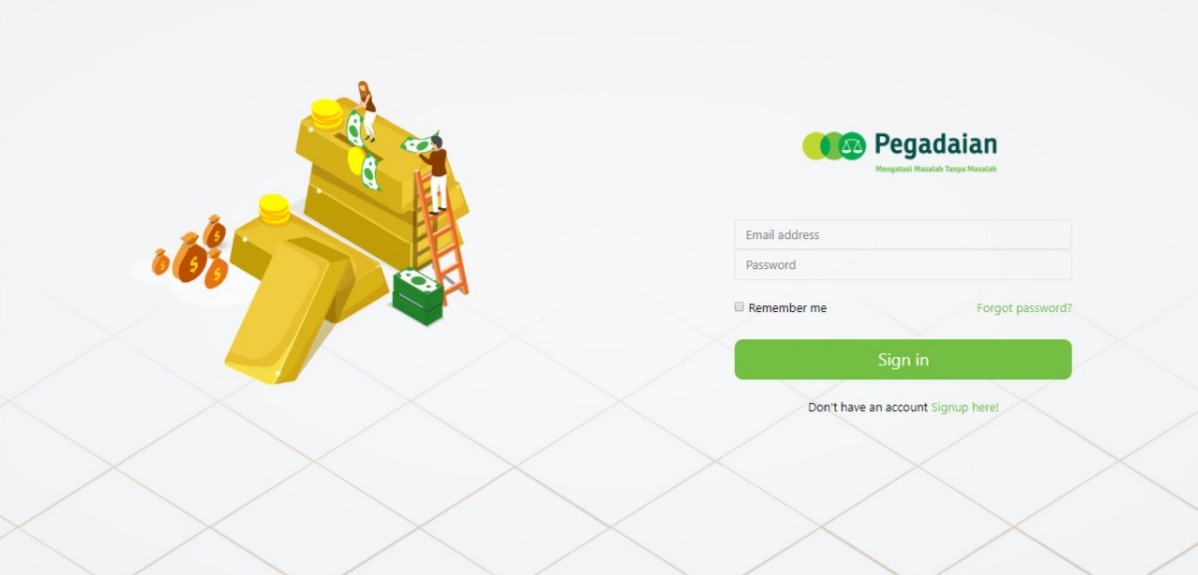 Pegadaian
Mengatasi Masalah Tanpa Masalah
Email address
Password
Remember me
Forgot password?
Sign in
Don't have an account Signup here!